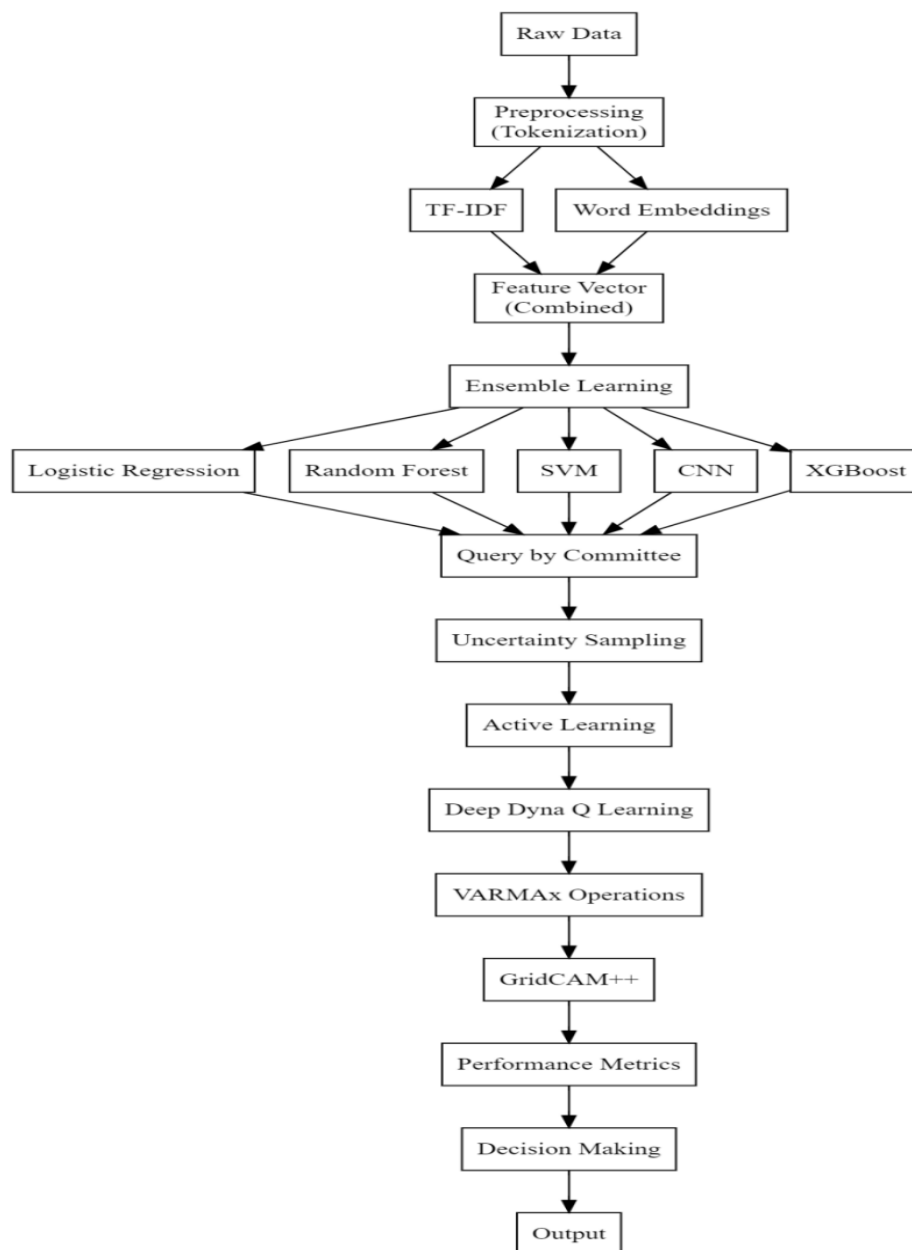 Raw Data
Preprocessing
(Tokenization)
TF-IDF
Word Embeddings
Feature Vector
(Combined)
Ensemble Learning
Logistic Regression
Random Forest
SVM
CNN
XGBoost
Query by Committee
Uncertainty Sampling
Active Learning
Deep Dyna Q Learning
VARMAx Operations
GridCAM++
Performance Metrics
Decision Making
Output